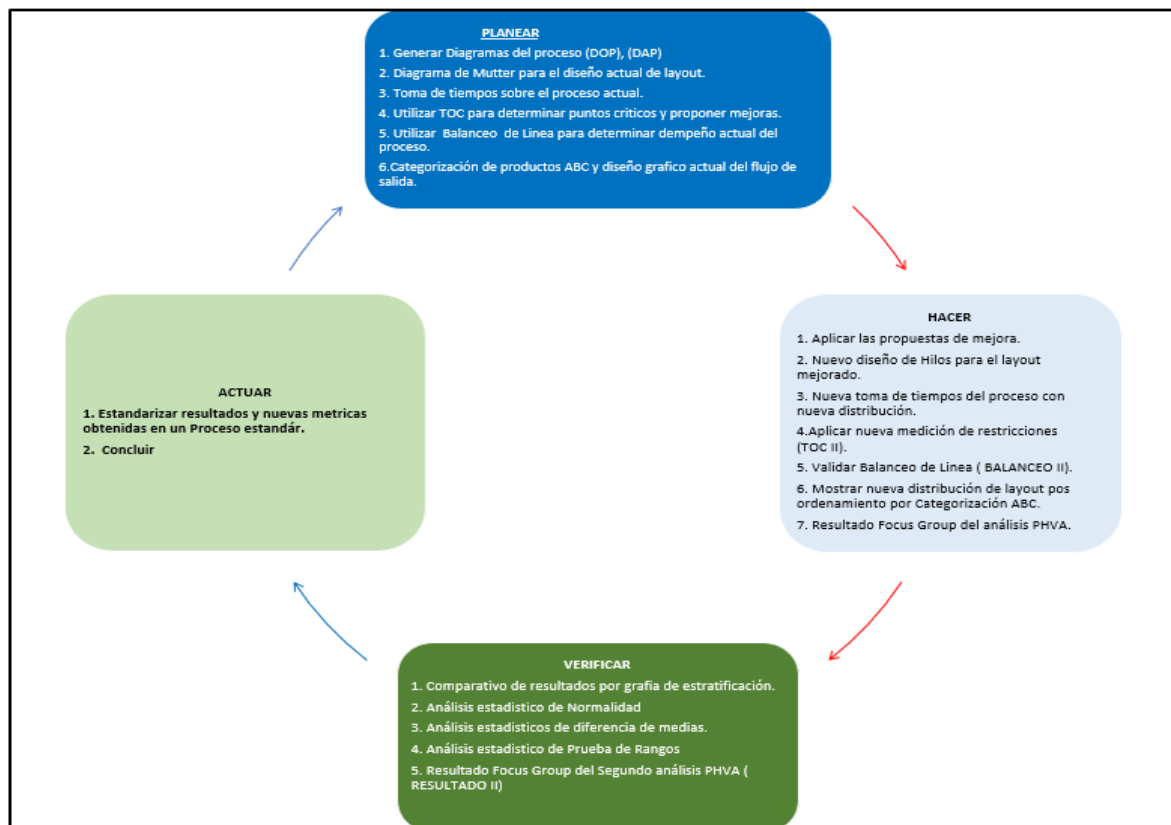 PLANEAR
1. Generar Diagramas del proceso (DOP), (DAP)
2. Diagrama de Mutter para el diseño actual de layout.
3. Toma de tiempos sobre el proceso actual.
4. Utilizar TOC para determinar puntos criticos y proponer mejoras.
5. Utilizar Balanceo de Linea para determinar dempeño actual del
proceso.
6.Categorización de productos ABC y diseño grafico actual del flujo de
salida.
HACER
1. Aplicar las propuestas de mejora.
2. Nuevo diseño de Hilos para el layout
mejorado.
3. Nueva toma de tiempos del proceso con
nueva distribución.
4.Aplicar nueva medición de restricciones
(TOC II).
5. Validar Balanceo de Linea ( BALANCEO II).
6. Mostrar nueva distribución de layout pos
ordenamiento por Categorización ABC.
7. Resultado Focus Group del análisis PHVA.
VERIFICAR
1. Comparativo de resultados por grafia de estratificación.
2. Análisis estadistico de Normalidad
3. Análisis estadisticos de diferencia de medias.
4. Análisis estadistico de Prueba de Rangos
5. Resultado Focus Group del Segundo análisis PHVA (
RESULTADO II)
ACTUAR
1. Estandarizar resultados y nuevas metricas
obtenidas en un Proceso estandár.
2. Concluir